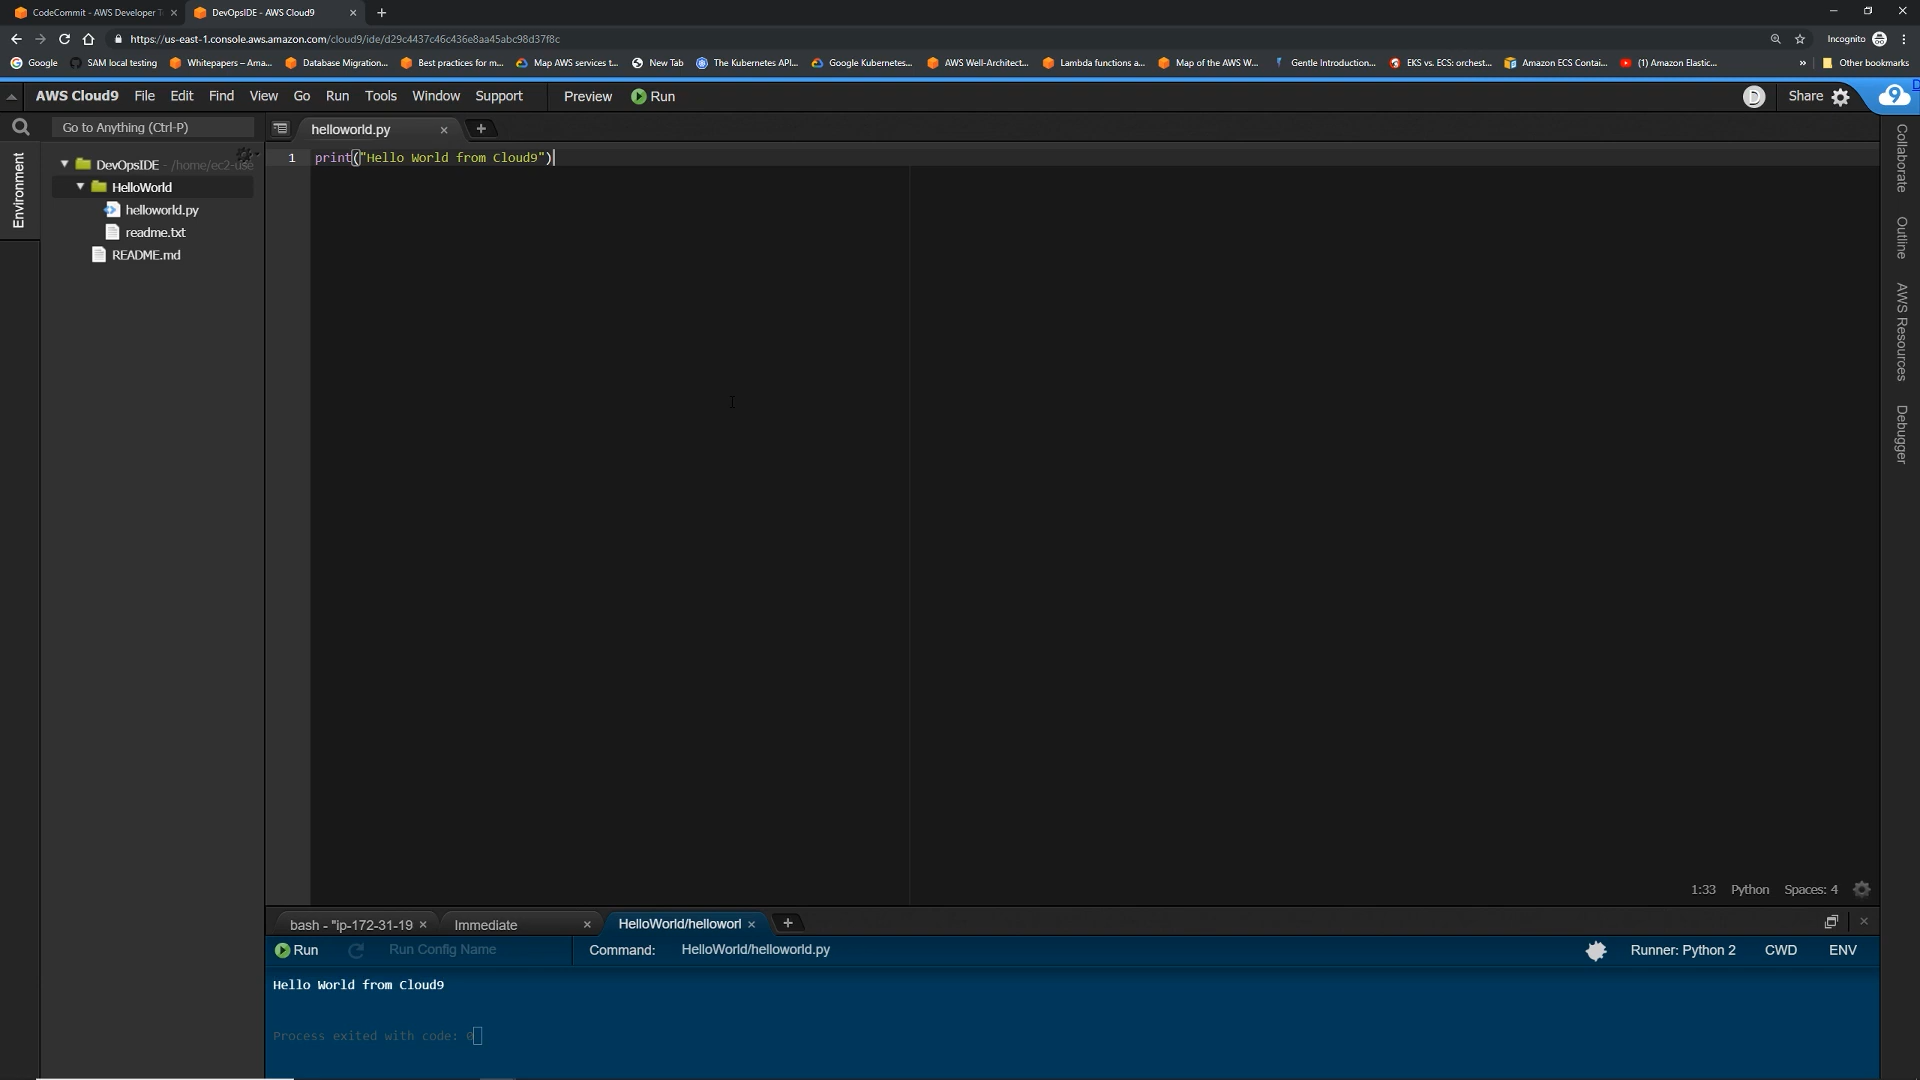 CodeCommit - AWS Developer T
DevOpsIDE - AWS Cloud9
https://us-east-1.console.aws.amazon.com/cloud9/ide/d29c4437c46c436e8aa45abc98d37f8c
Incognito
Google
SAM local testing
Whitepapers – Ama...
Database Migration...
Best practices for m...
Map AWS services t...
New Tab
The Kubernetes API...
Google Kubernetes...
AWS Well-Architect...
Lambda functions a...
Map of the AWS W...
Gentle Introduction...
EKS vs. ECS: orchest...
Amazon ECS Contai...
(1) Amazon Elastic...
»
Other bookmarks
AWS Cloud9 File Edit Find View Go Run Tools Window Support Preview Run
D Share 9
Go to Anything (Ctrl-P)
helloworld.py
Environment
DevOpsIDE - /home/ec2-use
HelloWorld
helloworld.py
readme.txt
README.md
1 print("Hello World from Cloud9")
Collaborate
Outline
AWS Resources
Debugger
1:33 Python Spaces: 4
bash - "ip-172-31-19
Immediate
HelloWorld/helloworl
Run
Run Config Name
Command: HelloWorld/helloworld.py
Runner: Python 2 CWD ENV
Hello World from Cloud9
Process exited with code: 0